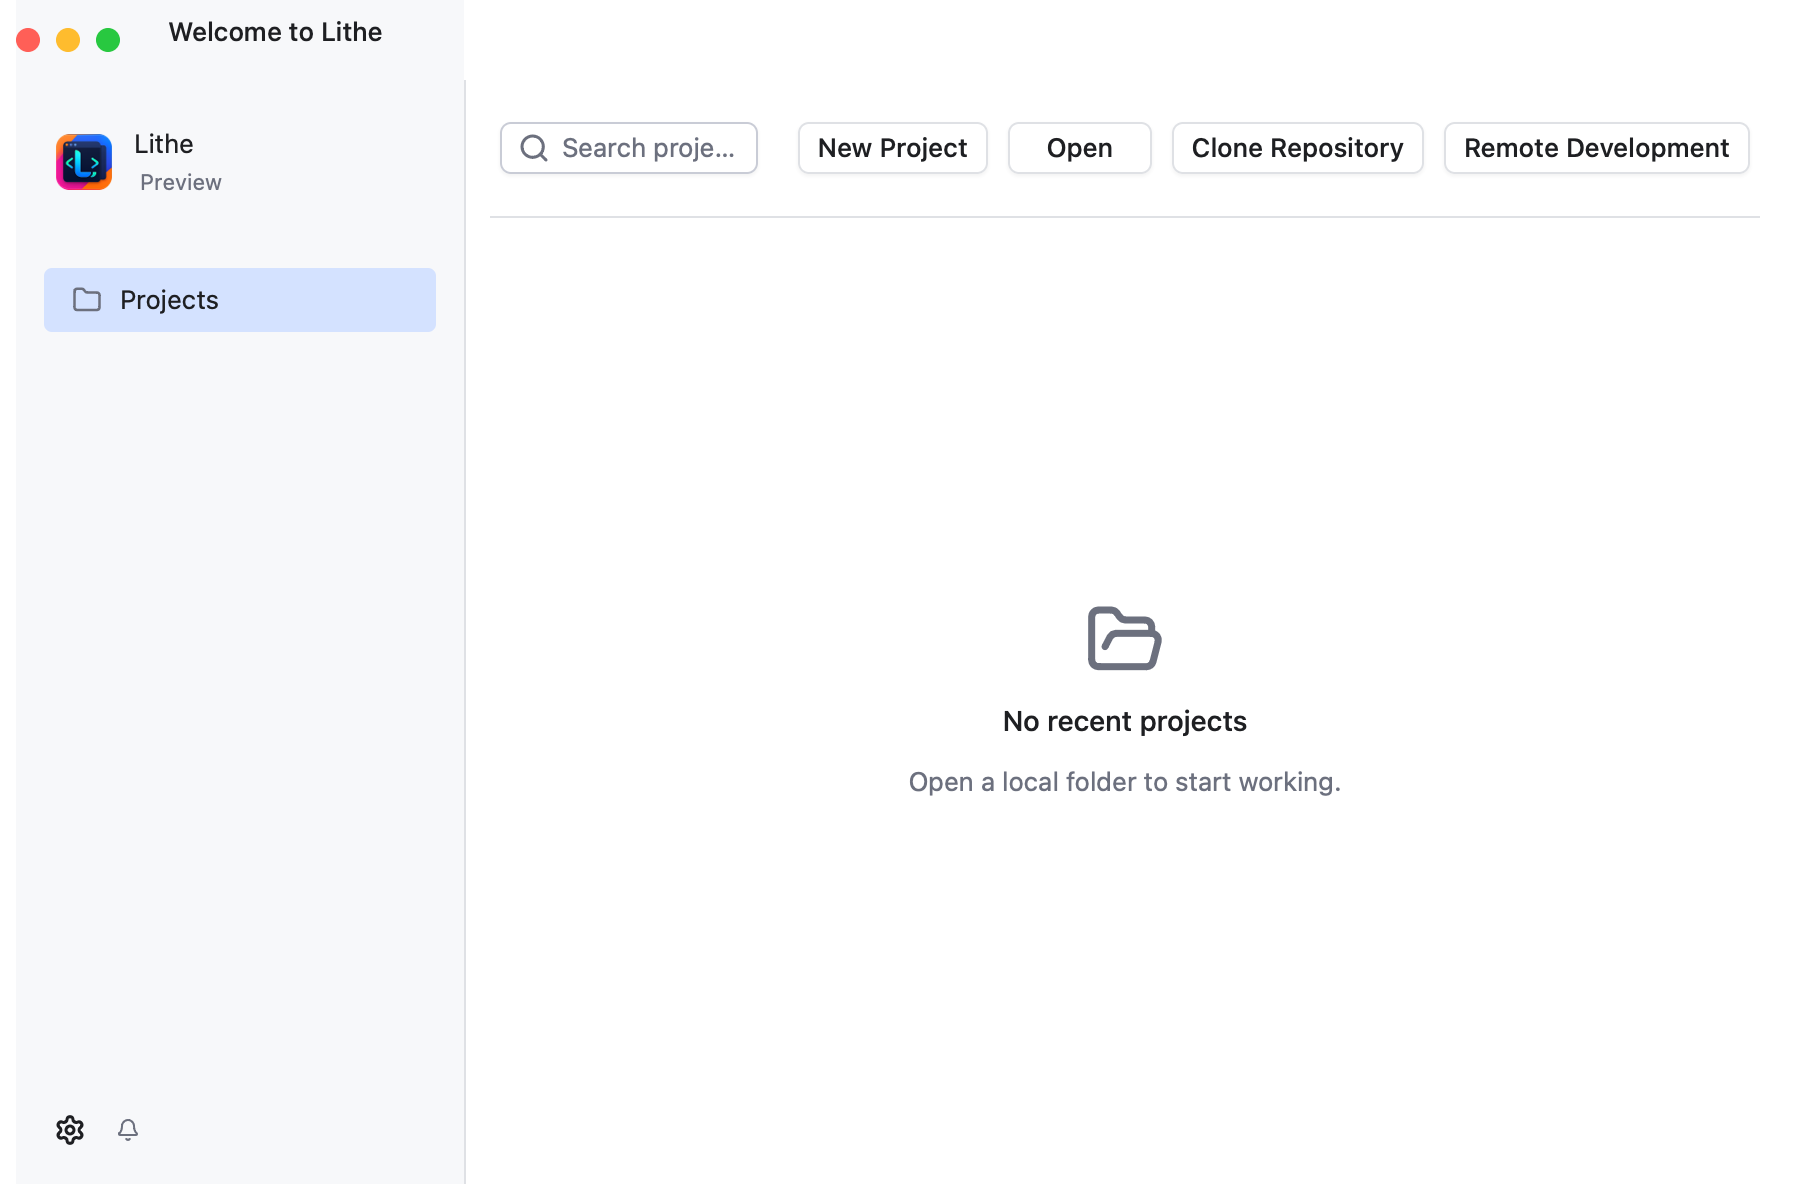 Welcome to Lithe
Lithe
Preview
Projects
Search proje...
New Project
Open
Clone Repository
Remote Development
No recent projects
Open a local folder to start working.